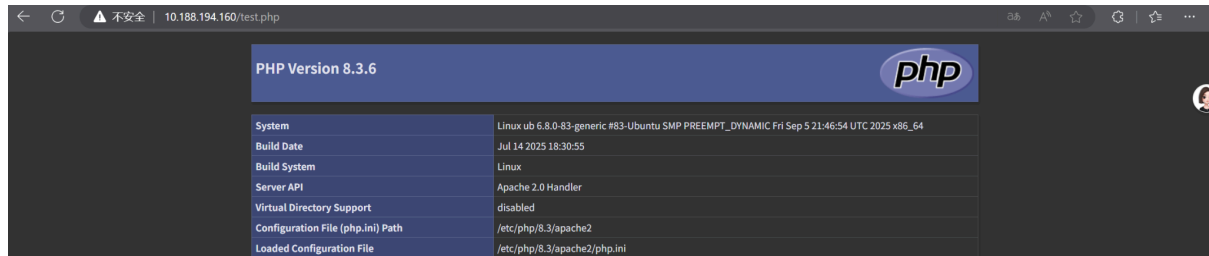 不安全 10.188.194.160/test.php
PHP Version 8.3.6
php
System Linux ub 6.8.0-83-generic #83-Ubuntu SMP PREEMPT_DYNAMIC Fri Sep 5 21:46:54 UTC 2025 x86_64
Build Date Jul 14 2025 18:30:55
Build System Linux
Server API Apache 2.0 Handler
Virtual Directory Support disabled
Configuration File (php.ini) Path /etc/php/8.3/apache2
Loaded Configuration File /etc/php/8.3/apache2/php.ini